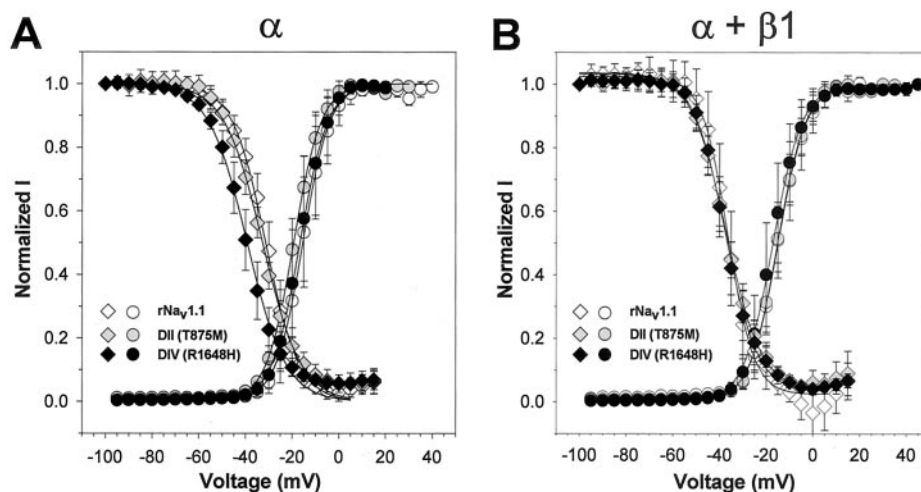 A
α
B
α + β1
Normalized I
1.0
0.8
0.6
0.4
0.2
0.0
rNaV1.1
DII (T875M)
DIV (R1648H)
-100 -80 -60 -40 -20 0 20 40
Voltage (mV)
Normalized I
1.0
0.8
0.6
0.4
0.2
0.0
rNaV1.1
DII (T875M)
DIV (R1648H)
-100 -80 -60 -40 -20 0 20 40
Voltage (mV)